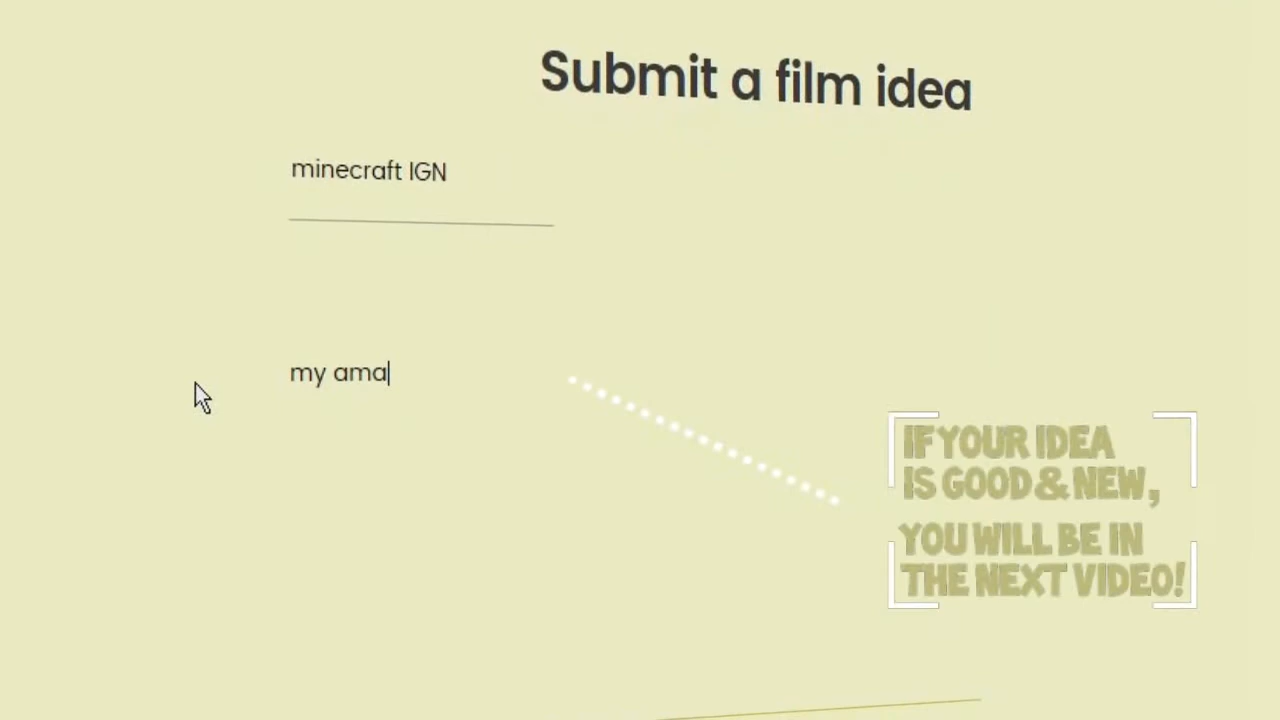 Submit a film idea
minecraft IGN
my ama
IF YOUR IDEA
IS GOOD & NEW,
YOU WILL BE IN
THE NEXT VIDEO!